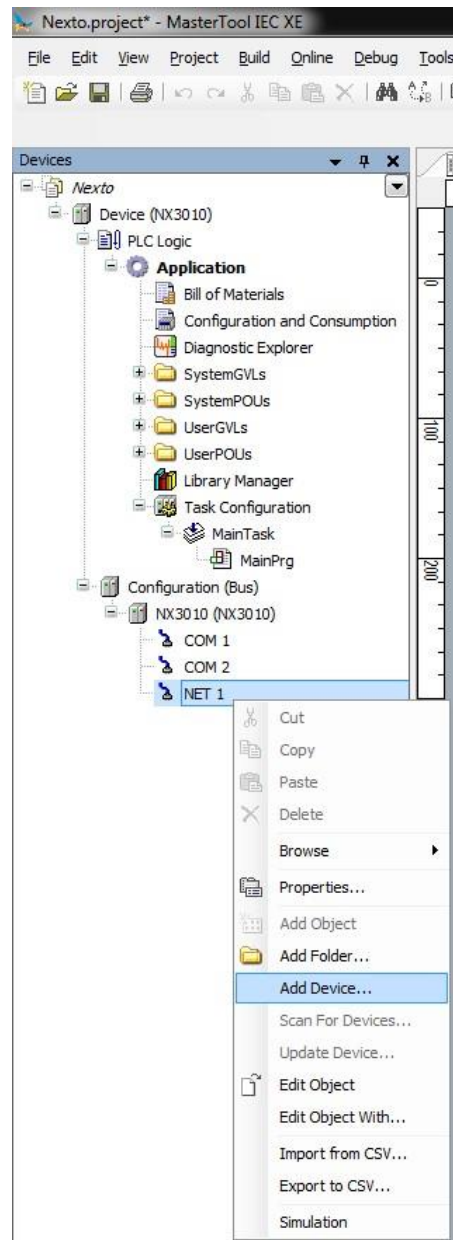 Nexto.project* - MasterTool IEC XE
File Edit View Project Build Online Debug Tools
Devices
Nexto
Device (NX3010)
PLC Logic
Application
Bill of Materials
Configuration and Consumption
Diagnostic Explorer
SystemGVLs
SystemPOUs
UserGVLs
UserPOUs
Library Manager
Task Configuration
MainTask
MainPrg
Configuration (Bus)
NX3010 (NX3010)
COM 1
COM 2
NET 1
0
100
200
Cut
Copy
Paste
Delete
Browse
Properties...
Add Object
Add Folder...
Add Device...
Scan For Devices...
Update Device...
Edit Object
Edit Object With...
Import from CSV...
Export to CSV...
Simulation